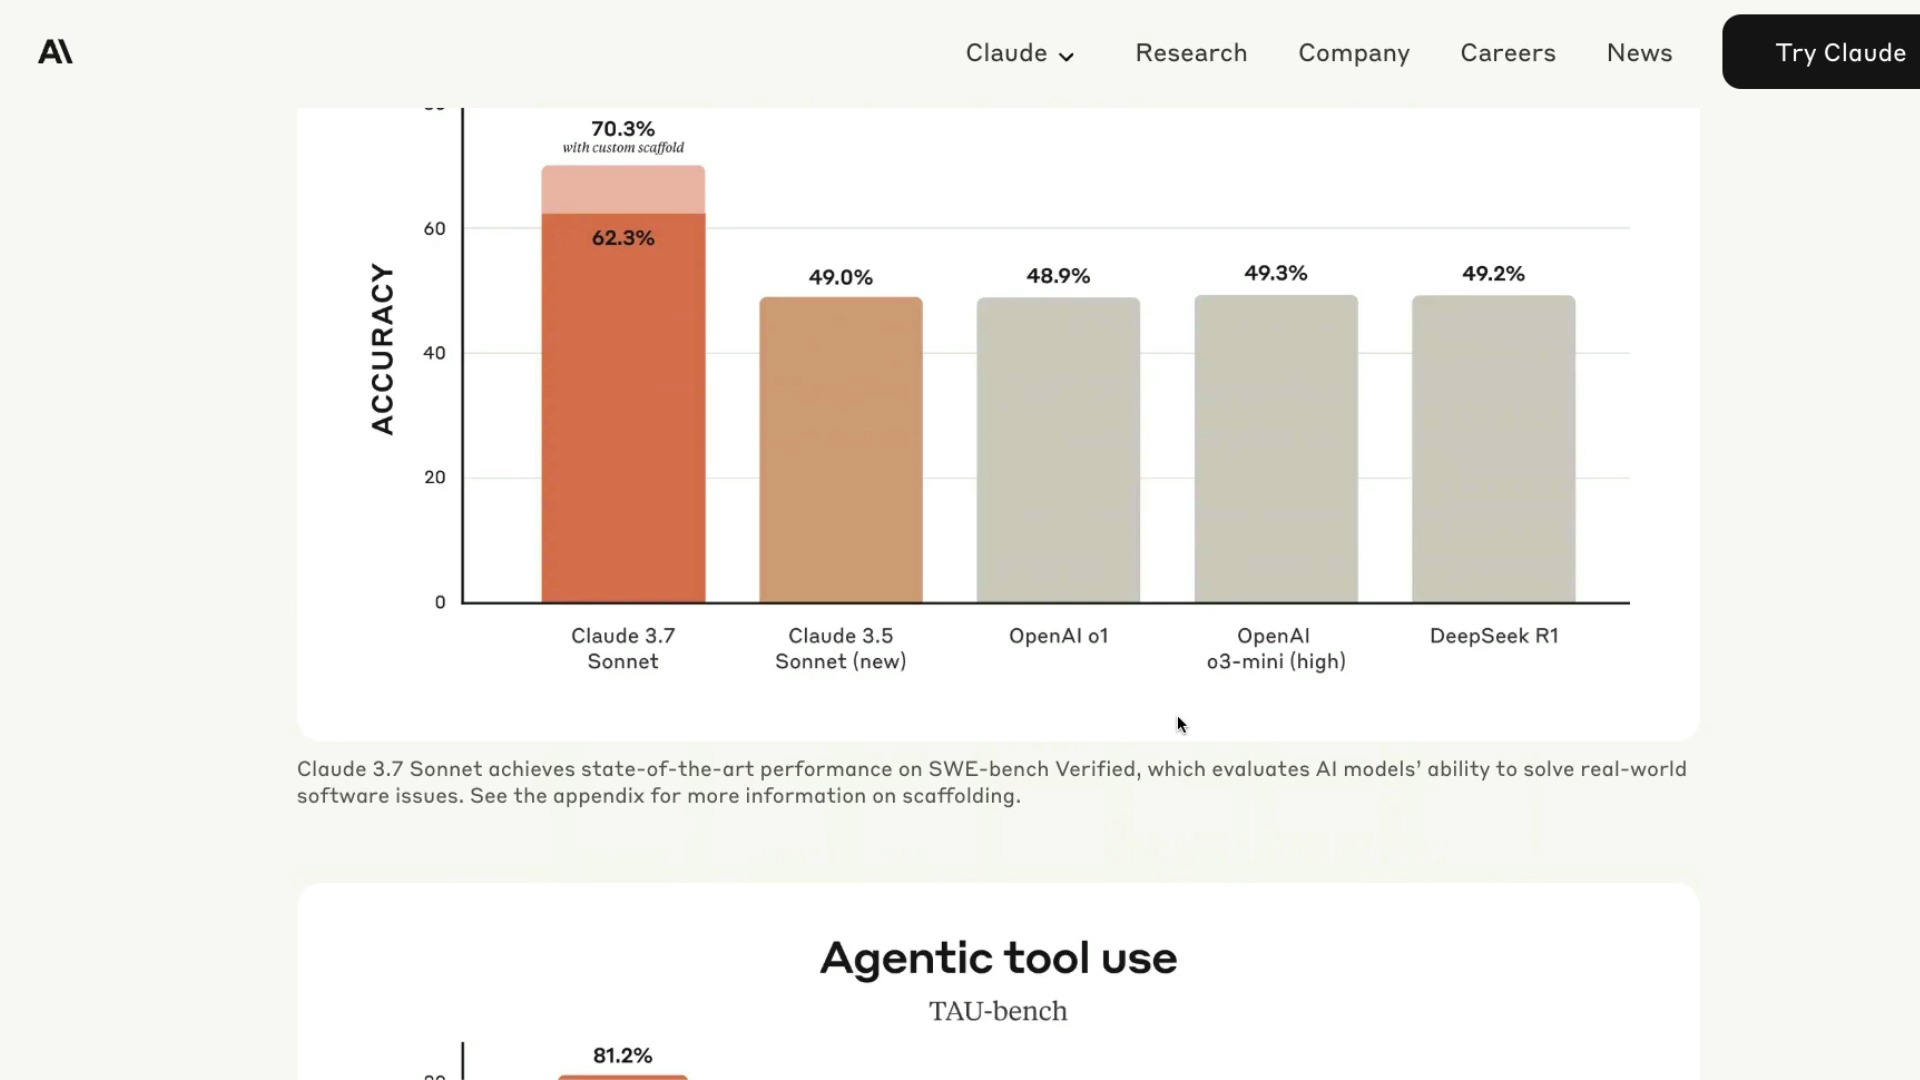 Claude
Research
Company
Careers
News
Try Claude
70.3%
with custom scaffold
60
62.3%
49.0%
48.9%
49.3%
49.2%
ACCURACY
40
20
0
Claude 3.7
Sonnet
Claude 3.5
Sonnet (new)
OpenAI o1
OpenAI
o3-mini (high)
DeepSeek R1
Claude 3.7 Sonnet achieves state-of-the-art performance on SWE-bench Verified, which evaluates AI models’ ability to solve real-world
software issues. See the appendix for more information on scaffolding.
Agentic tool use
TAU-bench
81.2%